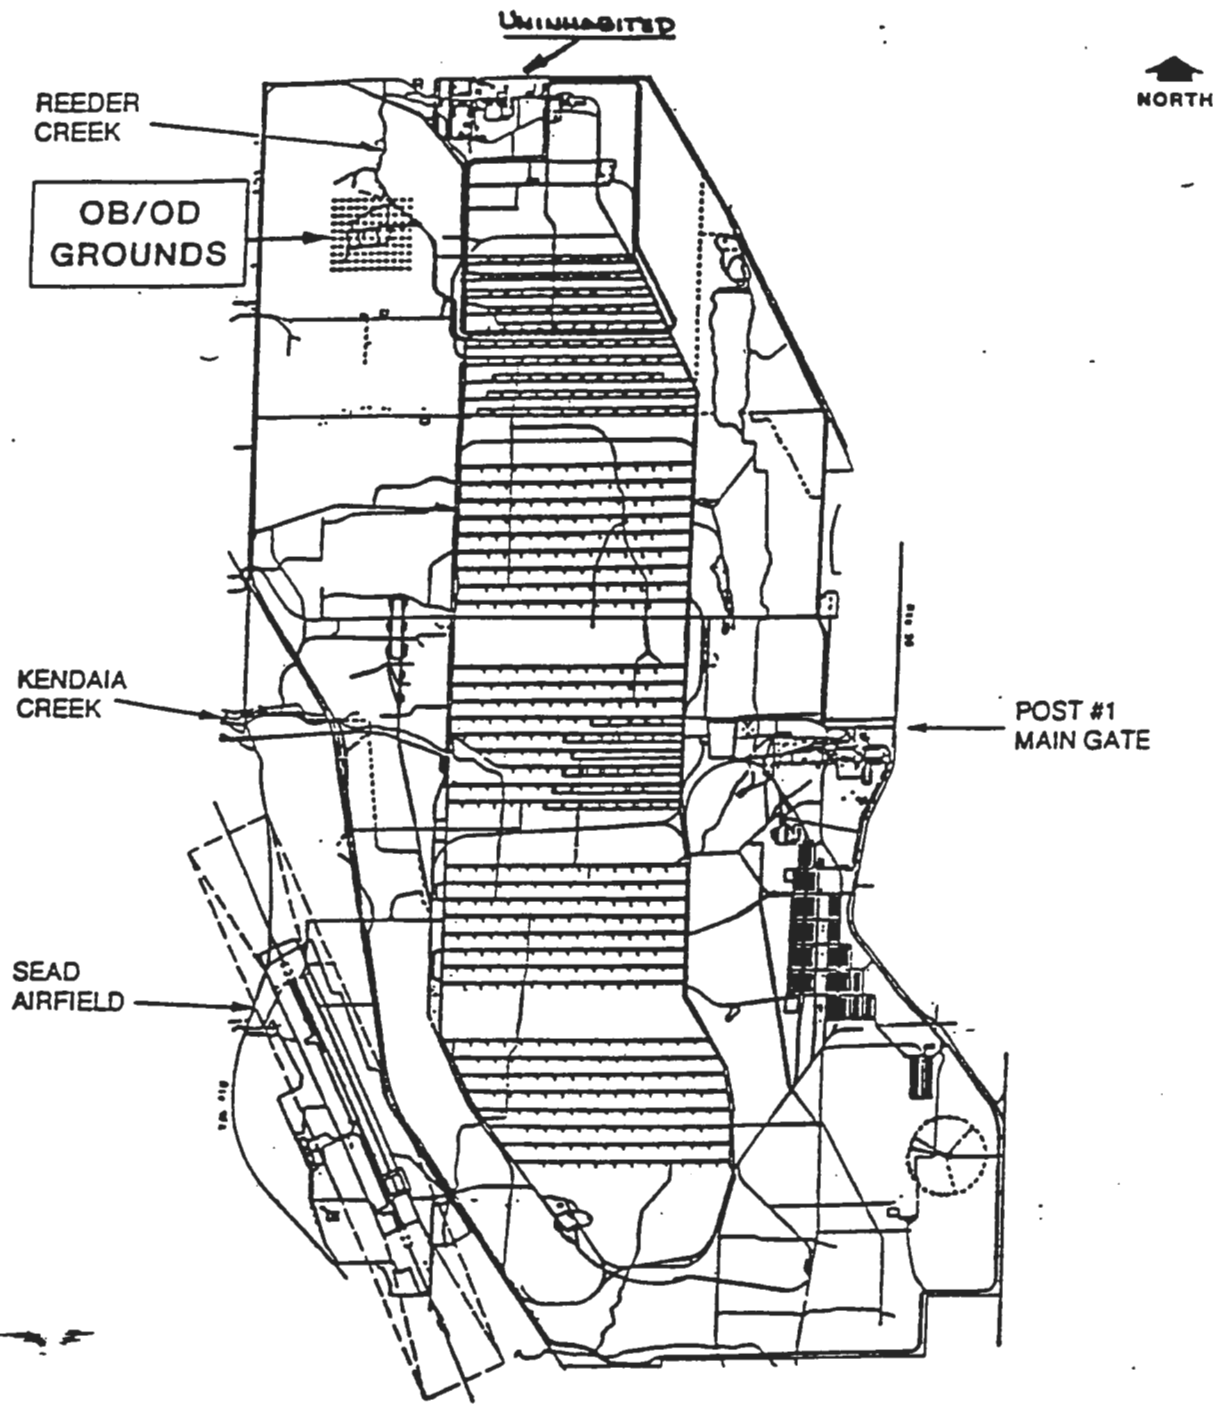 UNINHABITED
NORTH
REEDER
CREEK
OB/OD
GROUNDS
KENDAIA
CREEK
POST #1
MAIN GATE
SEAD
AIRFIELD